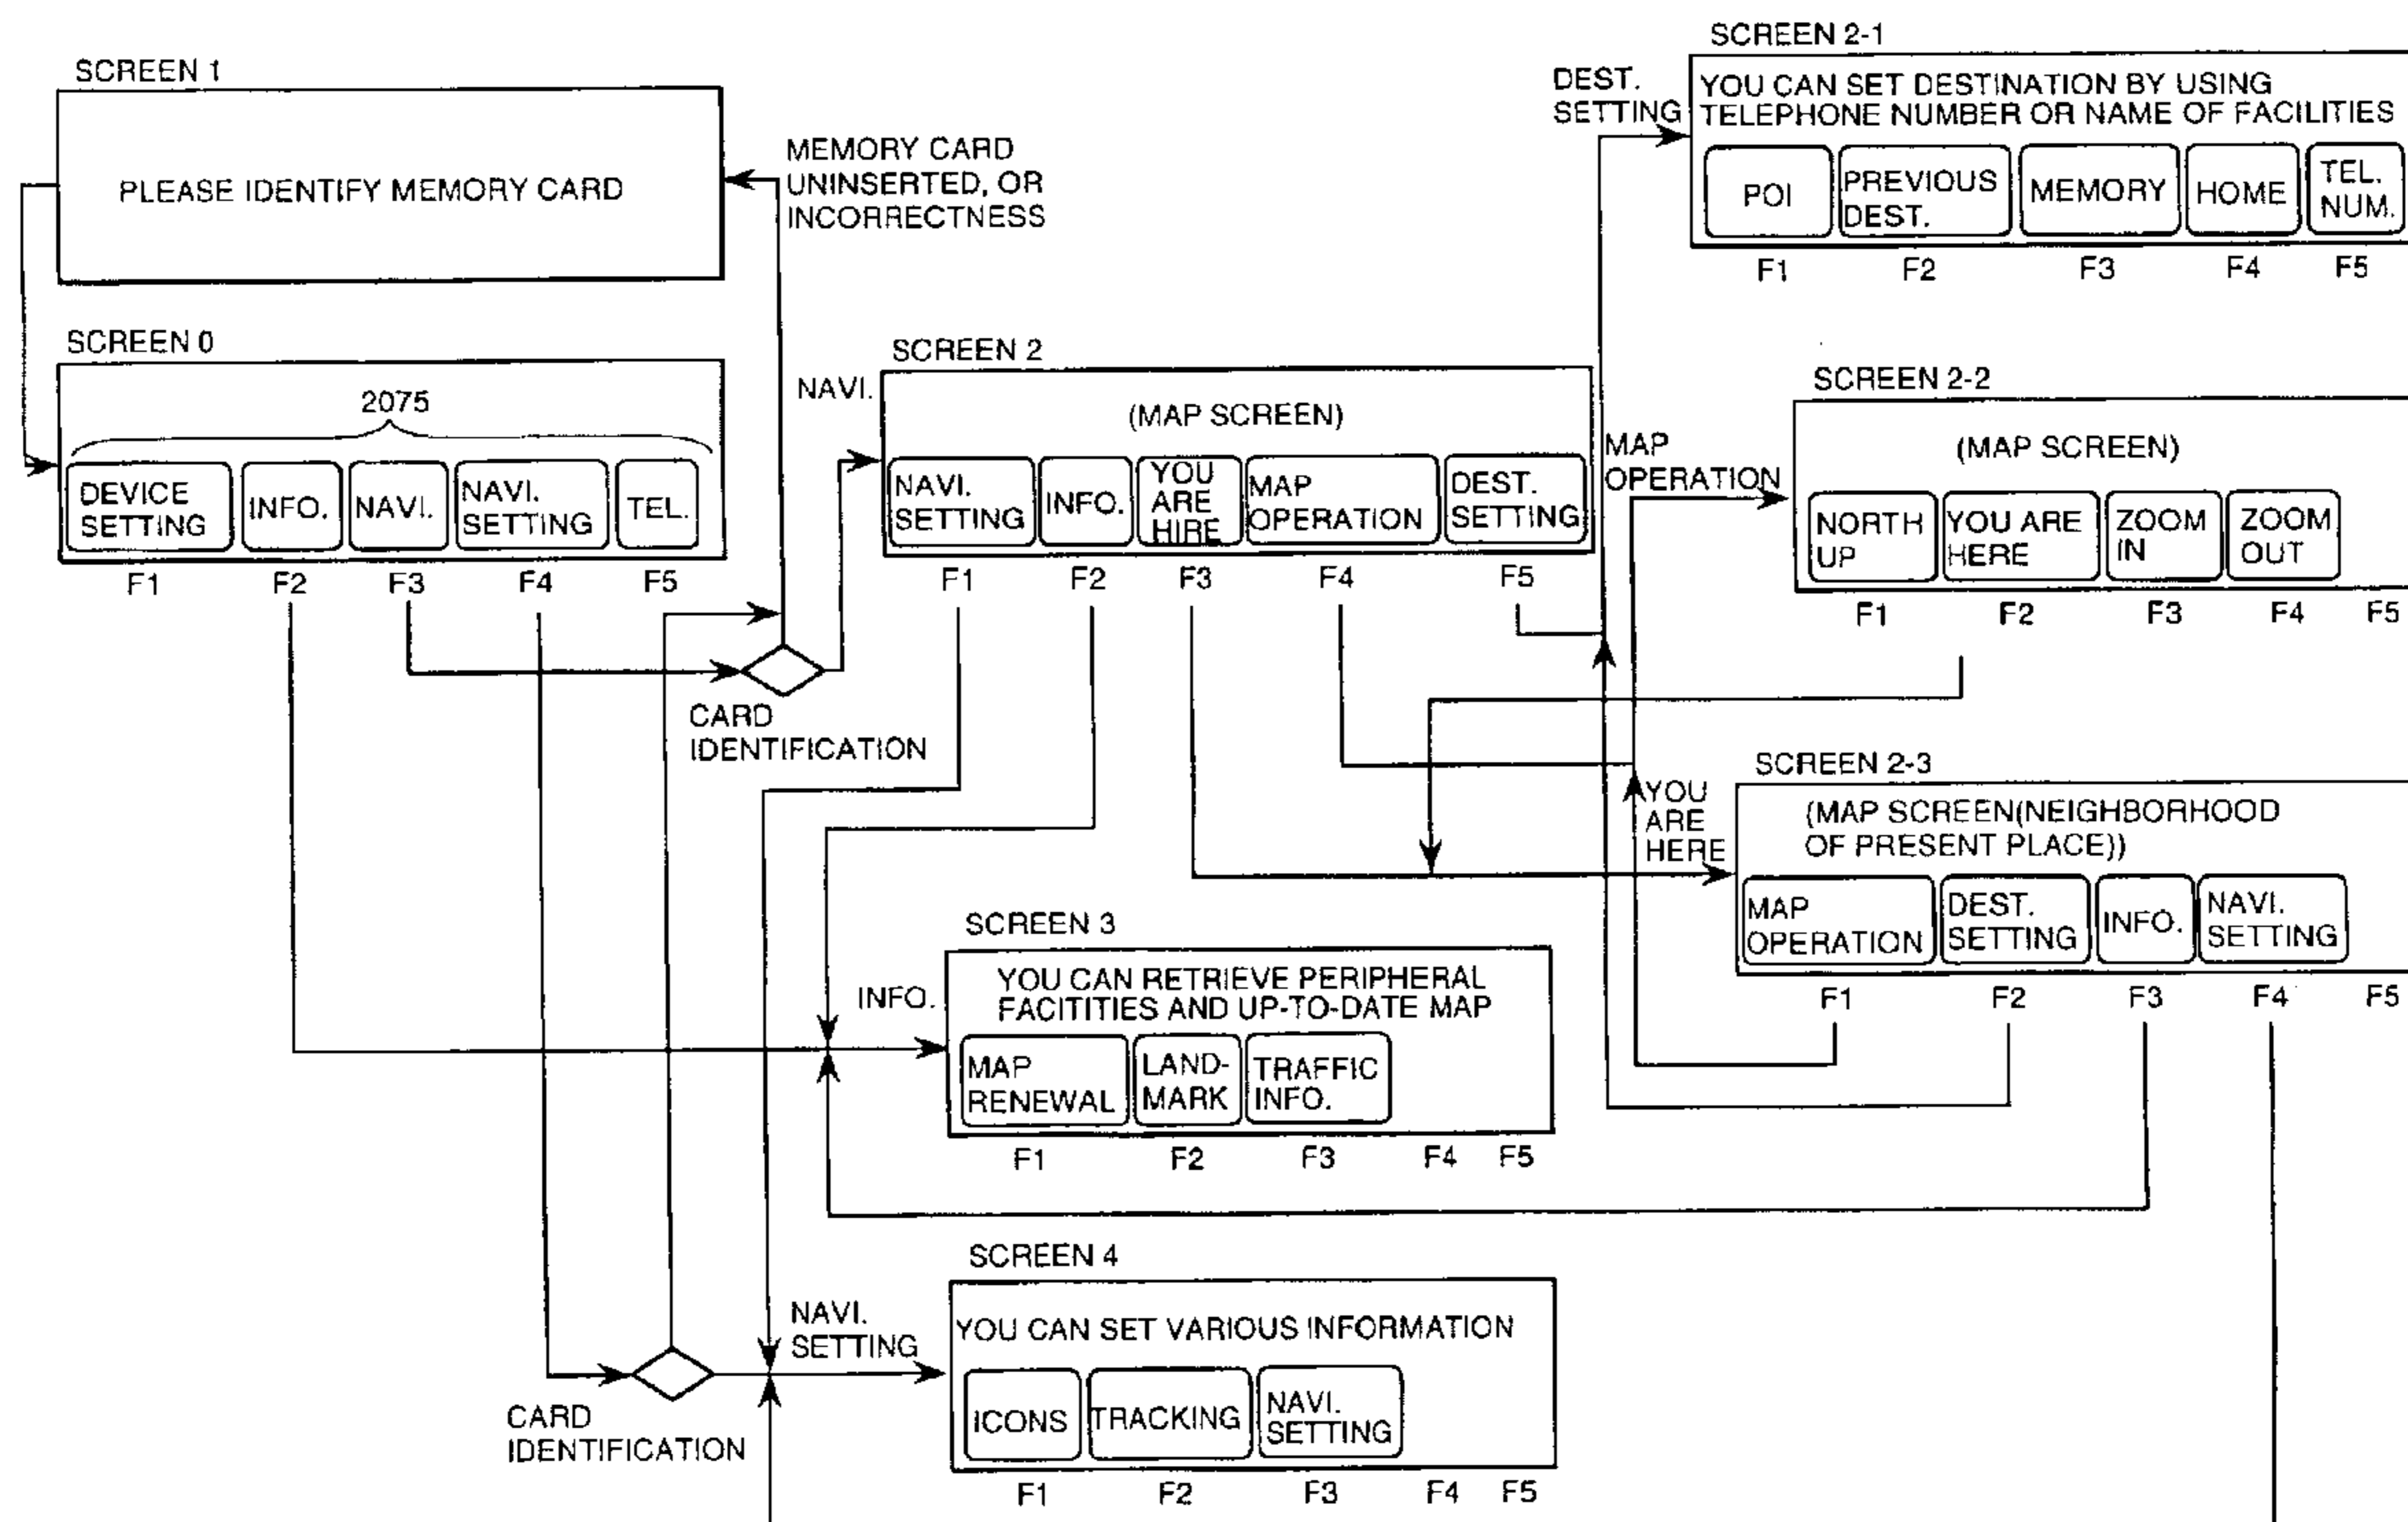 SCREEN 1
PLEASE IDENTIFY MEMORY CARD
MEMORY CARD
UNINSERTED, OR
INCORRECTNESS
SCREEN 0
2075
DEVICE
SETTING
INFO.
NAVI.
NAVI.
SETTING
TEL.
F1 F2 F3 F4 F5
CARD
IDENTIFICATION
NAVI.
SCREEN 2
(MAP SCREEN)
NAVI.
SETTING
INFO.
YOU
ARE
HIRE
MAP
OPERATION
DEST.
SETTING
F1 F2 F3 F4 F5
DEST.
SETTING
SCREEN 2-1
YOU CAN SET DESTINATION BY USING
TELEPHONE NUMBER OR NAME OF FACILITIES
POI
PREVIOUS
DEST.
MEMORY
HOME
TEL.
NUM.
F1 F2 F3 F4 F5
MAP
OPERATION
SCREEN 2-2
(MAP SCREEN)
NORTH
UP
YOU ARE
HERE
ZOOM
IN
ZOOM
OUT
F1 F2 F3 F4 F5
YOU
ARE
HERE
SCREEN 2-3
(MAP SCREEN(NEIGHBORHOOD
OF PRESENT PLACE))
MAP
OPERATION
DEST.
SETTING
INFO.
NAVI.
SETTING
F1 F2 F3 F4 F5
INFO.
SCREEN 3
YOU CAN RETRIEVE PERIPHERAL
FACITITIES AND UP-TO-DATE MAP
MAP
RENEWAL
LAND-
MARK
TRAFFIC
INFO.
F1 F2 F3 F4 F5
CARD
IDENTIFICATION
NAVI.
SETTING
SCREEN 4
YOU CAN SET VARIOUS INFORMATION
ICONS
TRACKING
NAVI.
SETTING
F1 F2 F3 F4 F5